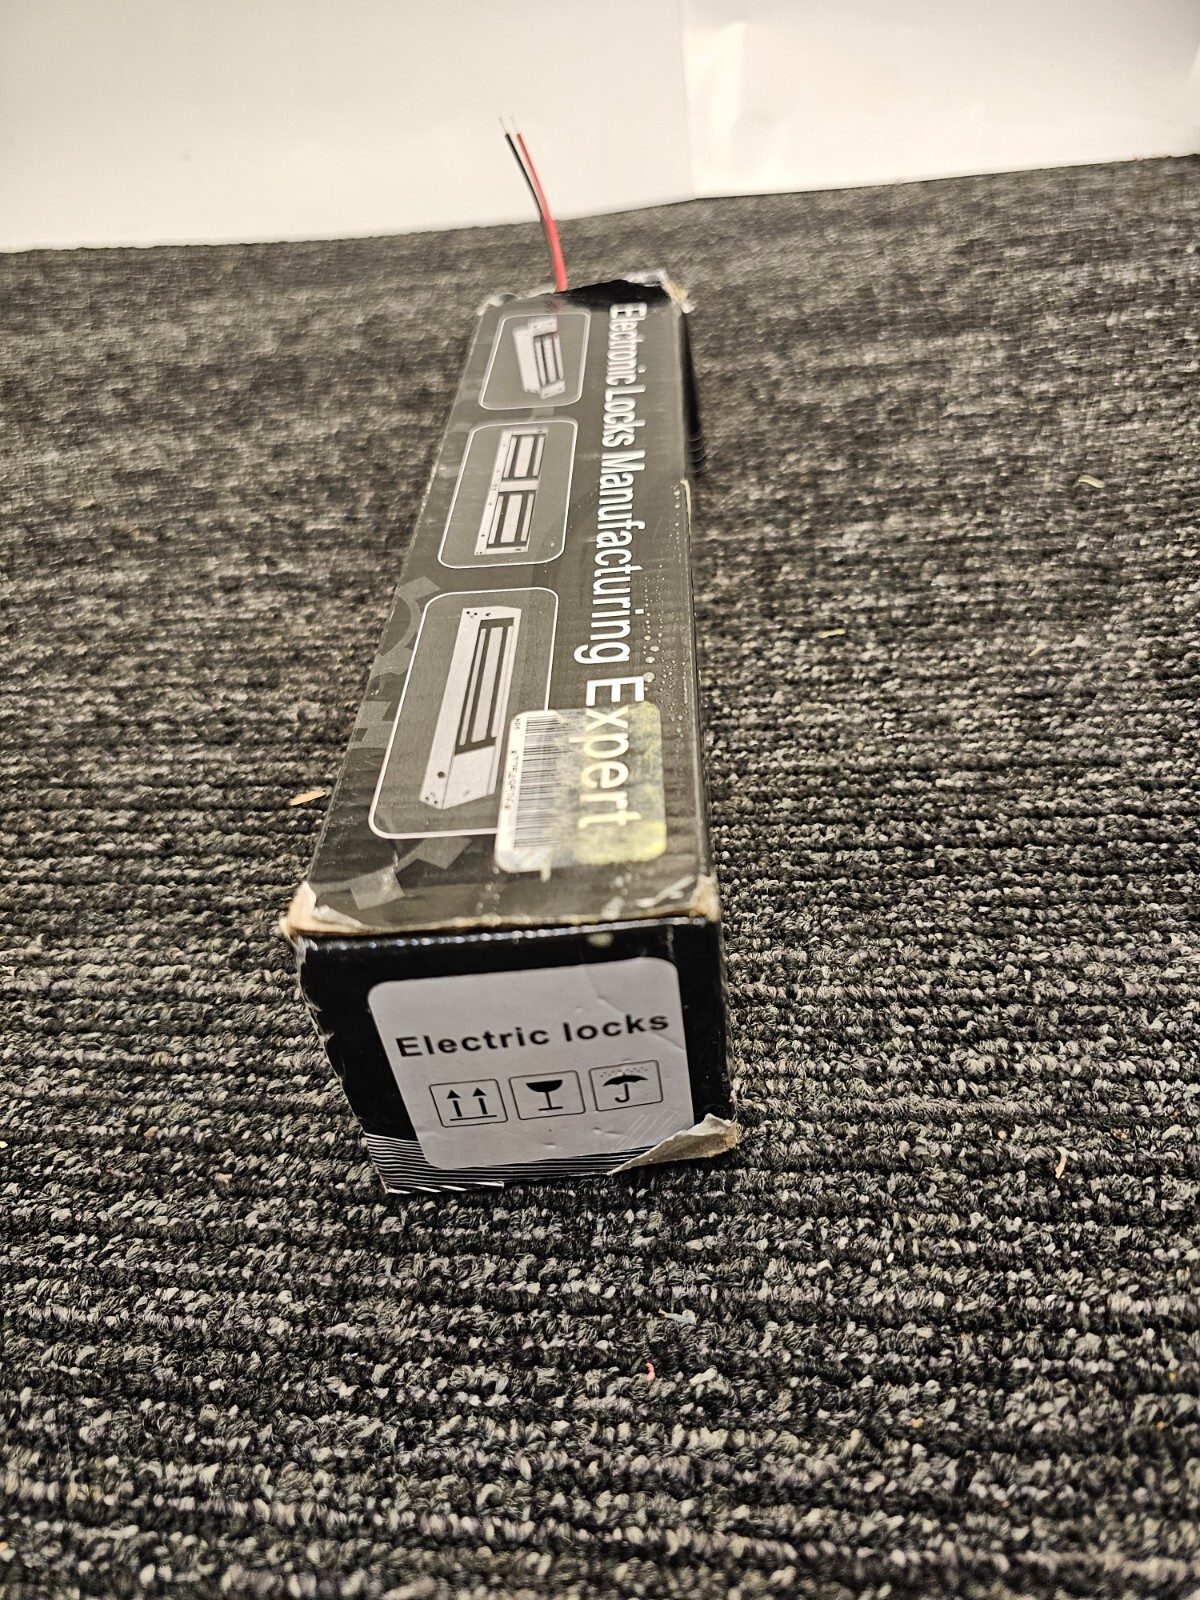 Electronic Locks Manufacturing Expert
Electric locks